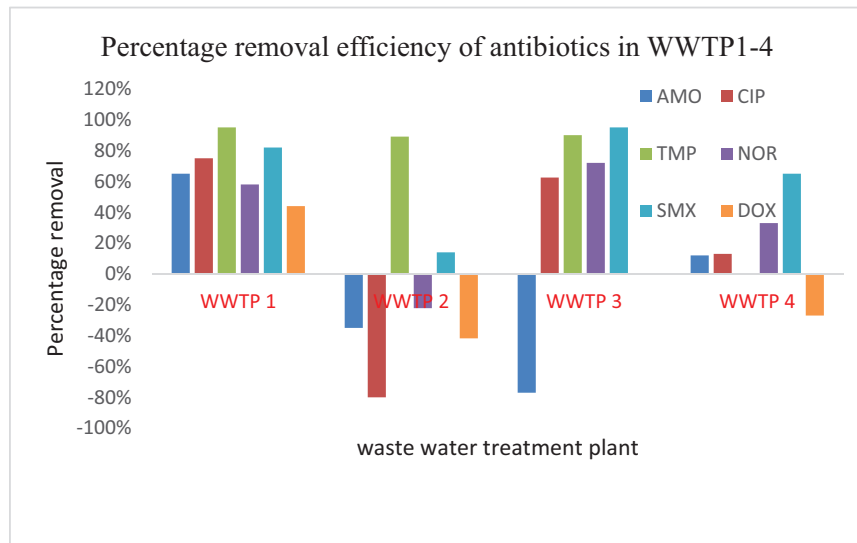 Percentage removal efficiency of antibiotics in WWTP1-4
120%
100%
80%
60%
40%
20%
0%
-20%
-40%
-60%
-80%
-100%
Percentage removal
AMO CIP
TMP NOR
SMX DOX
WWTP 1 WWTP 2 WWTP 3 WWTP 4
waste water treatment plant